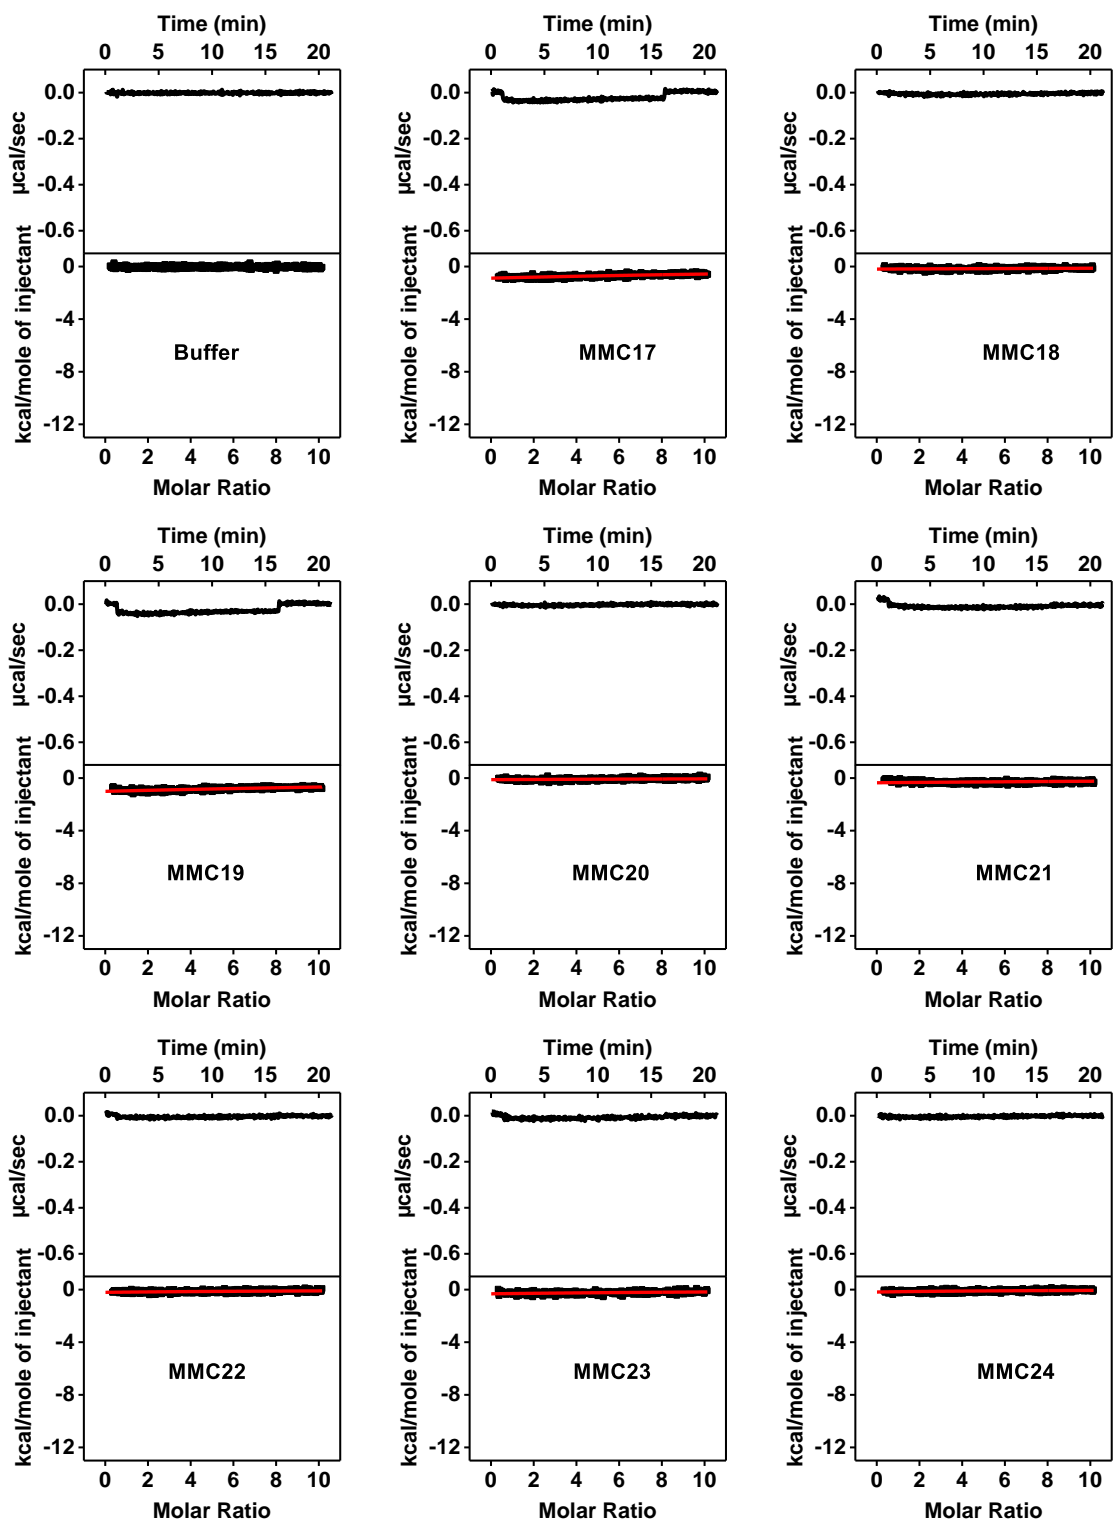 Time (min)
0 5 10 15 20
0.0
-0.2
-0.4
-0.6
µcal/sec
0
-4
-8
-12
kcal/mole of injectant
Buffer
0 2 4 6 8 10
Molar Ratio
Time (min)
0 5 10 15 20
0.0
-0.2
-0.4
-0.6
µcal/sec
0
-4
-8
-12
kcal/mole of injectant
MMC17
0 2 4 6 8 10
Molar Ratio
Time (min)
0 5 10 15 20
0.0
-0.2
-0.4
-0.6
µcal/sec
0
-4
-8
-12
kcal/mole of injectant
MMC18
0 2 4 6 8 10
Molar Ratio
Time (min)
0 5 10 15 20
0.0
-0.2
-0.4
-0.6
µcal/sec
0
-4
-8
-12
kcal/mole of injectant
MMC19
0 2 4 6 8 10
Molar Ratio
Time (min)
0 5 10 15 20
0.0
-0.2
-0.4
-0.6
µcal/sec
0
-4
-8
-12
kcal/mole of injectant
MMC20
0 2 4 6 8 10
Molar Ratio
Time (min)
0 5 10 15 20
0.0
-0.2
-0.4
-0.6
µcal/sec
0
-4
-8
-12
kcal/mole of injectant
MMC21
0 2 4 6 8 10
Molar Ratio
Time (min)
0 5 10 15 20
0.0
-0.2
-0.4
-0.6
µcal/sec
0
-4
-8
-12
kcal/mole of injectant
MMC22
0 2 4 6 8 10
Molar Ratio
Time (min)
0 5 10 15 20
0.0
-0.2
-0.4
-0.6
µcal/sec
0
-4
-8
-12
kcal/mole of injectant
MMC23
0 2 4 6 8 10
Molar Ratio
Time (min)
0 5 10 15 20
0.0
-0.2
-0.4
-0.6
µcal/sec
0
-4
-8
-12
kcal/mole of injectant
MMC24
0 2 4 6 8 10
Molar Ratio